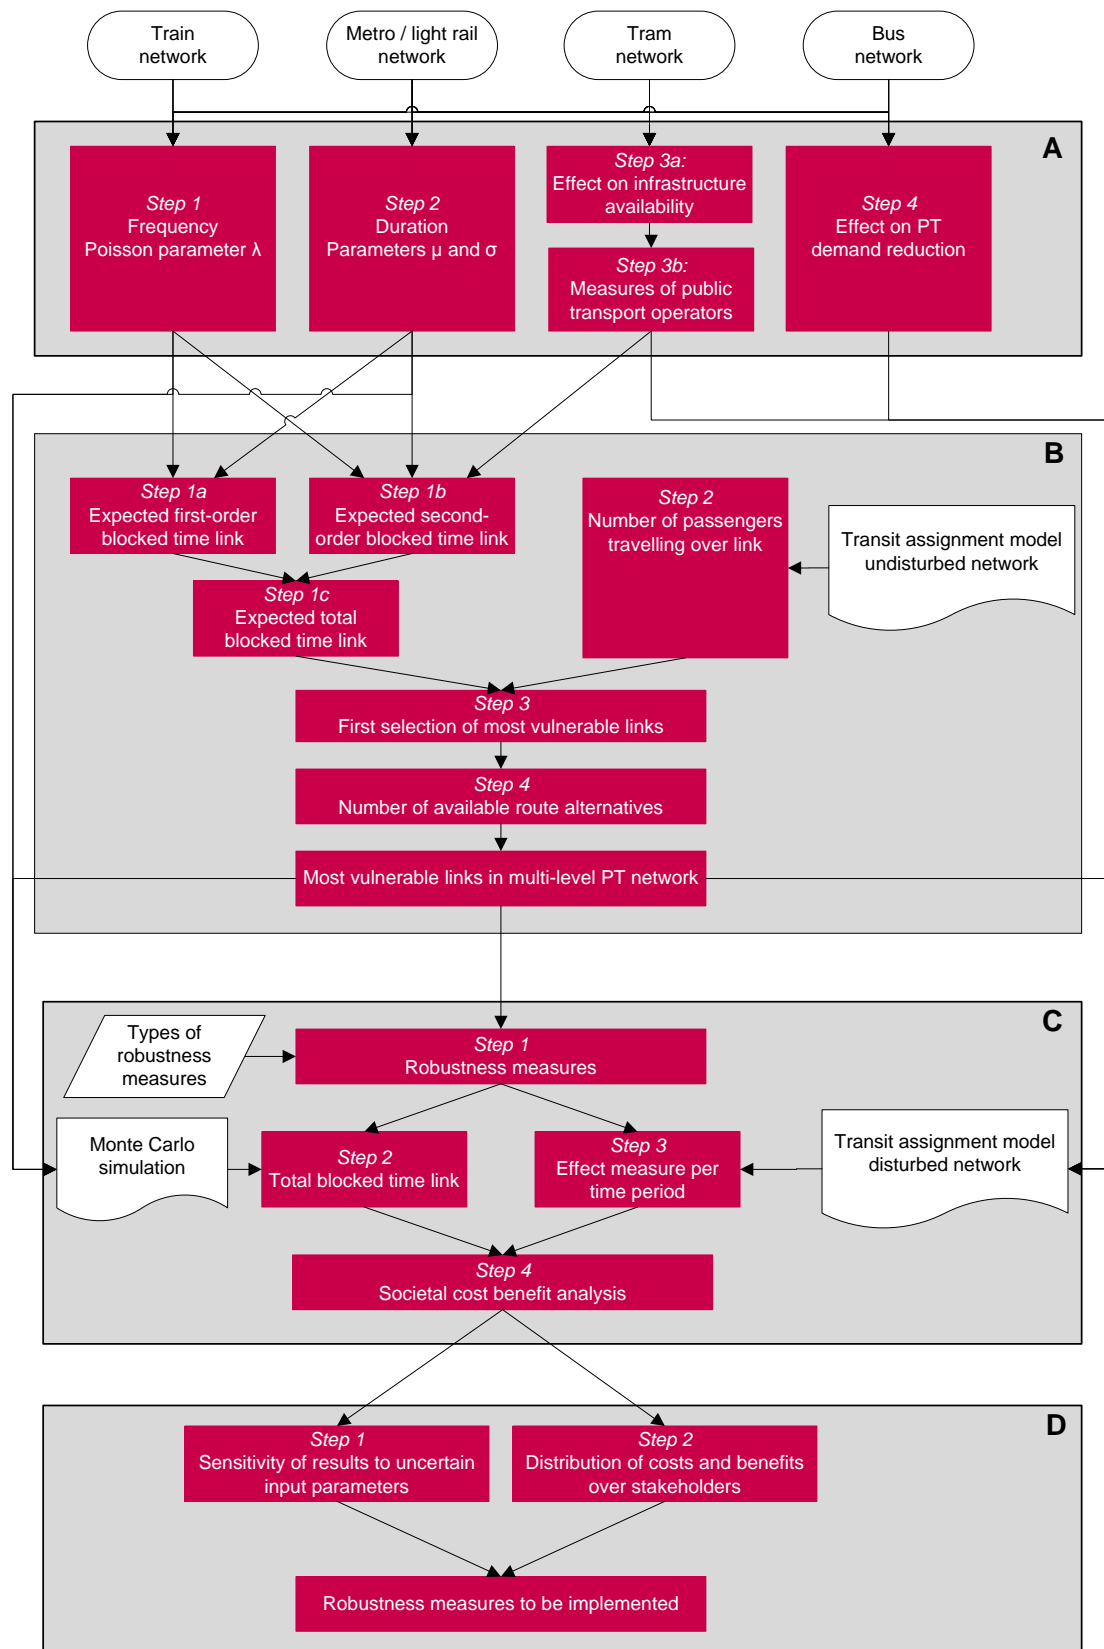 Train
network
Metro / light rail
network
Tram
network
Bus
network
A
Step 1
Frequency
Poisson parameter λ
Step 2
Duration
Parameters μ and σ
Step 3a:
Effect on infrastructure
availability
Step 3b:
Measures of public
transport operators
Step 4
Effect on PT
demand reduction
B
Step 1a
Expected first-order
blocked time link
Step 1b
Expected second-
order blocked time link
Step 2
Number of passengers
travelling over link
Transit assignment model
undisturbed network
Step 1c
Expected total
blocked time link
Step 3
First selection of most vulnerable links
Step 4
Number of available route alternatives
Most vulnerable links in multi-level PT network
C
Types of
robustness
measures
Step 1
Robustness measures
Monte Carlo
simulation
Step 2
Total blocked time link
Step 3
Effect measure per
time period
Transit assignment model
disturbed network
Step 4
Societal cost benefit analysis
D
Step 1
Sensitivity of results to uncertain
input parameters
Step 2
Distribution of costs and benefits
over stakeholders
Robustness measures to be implemented